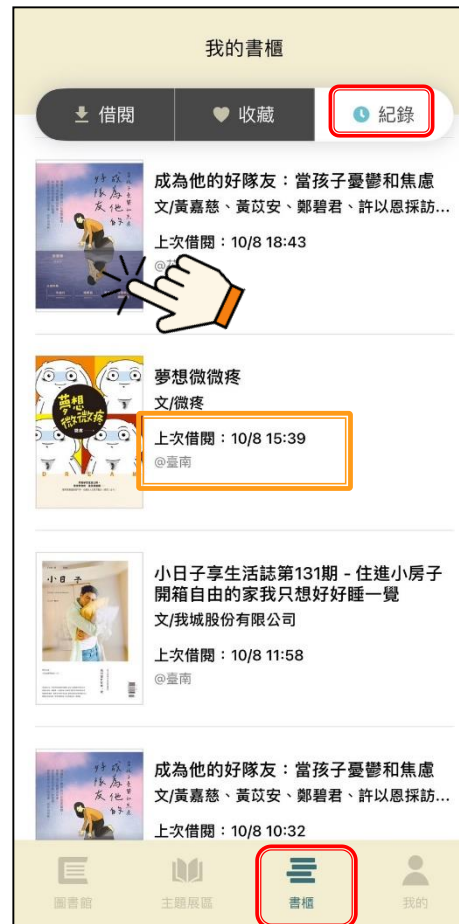 我的書櫃
借閱
收藏
紀錄
成為他的好隊友：當孩子憂鬱和焦慮
文/黃嘉慈、黃苡安、鄭碧君、許以恩採訪...
上次借閱：10/8 18:43
夢想微微疼
文/微疼
上次借閱：10/8 15:39
@臺南
小日子享生活誌第131期 - 住進小房子
開箱自由的家我只想好好睡一覺
文/我城股份有限公司
上次借閱：10/8 11:58
@臺南
成為他的好隊友：當孩子憂鬱和焦慮
文/黃嘉慈、黃苡安、鄭碧君、許以恩採訪...
上次借閱：10/8 10:32
圖書館
主題展區
書櫃
我的